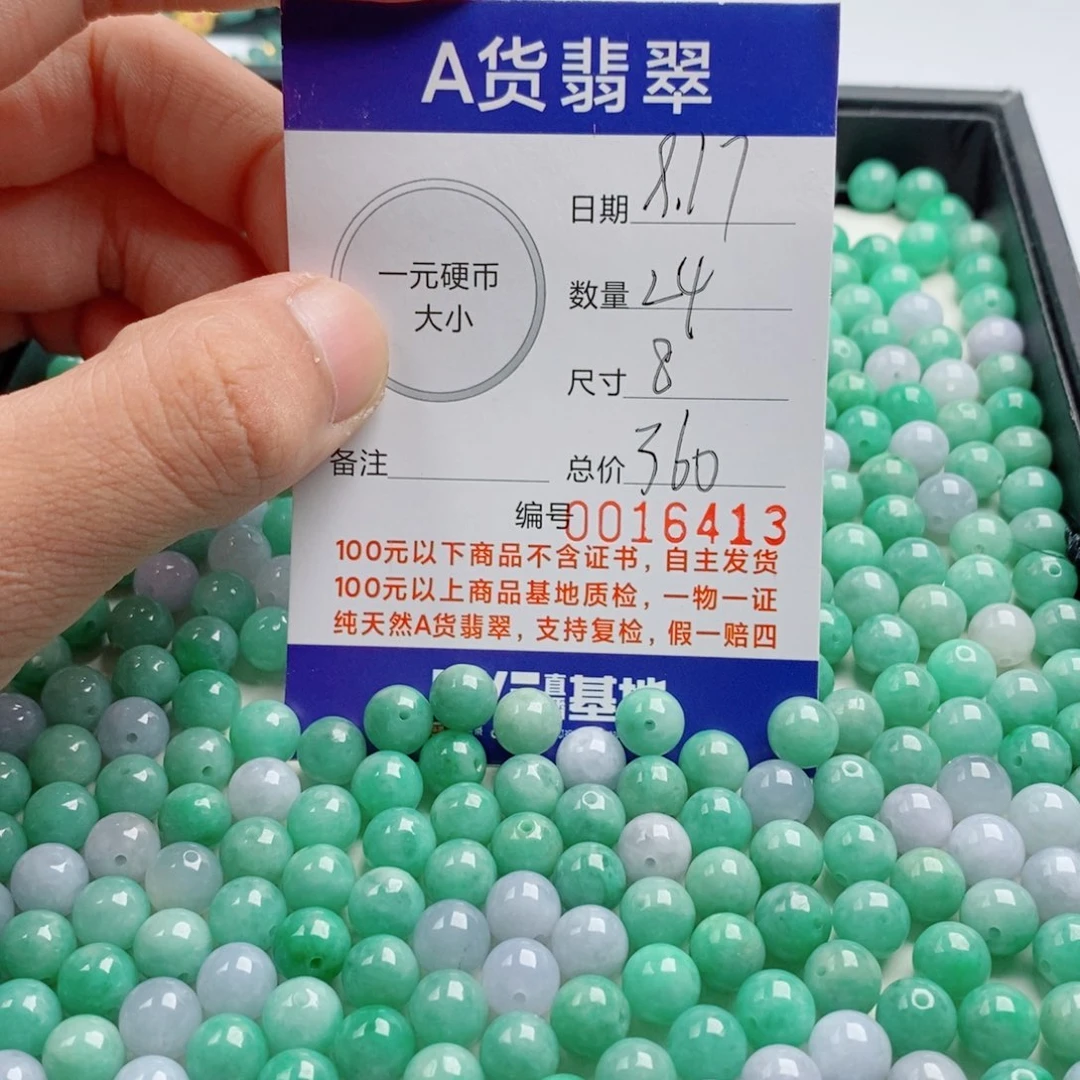 A货翡翠
日期 8.17
一元硬币
大小
数量 24
尺寸 8
备注
总价 360
编号 0016413
100元以下商品不含证书，自主发货
100元以上商品基地质检，一物一证
纯天然A货翡翠，支持复检，假一赔四
基地